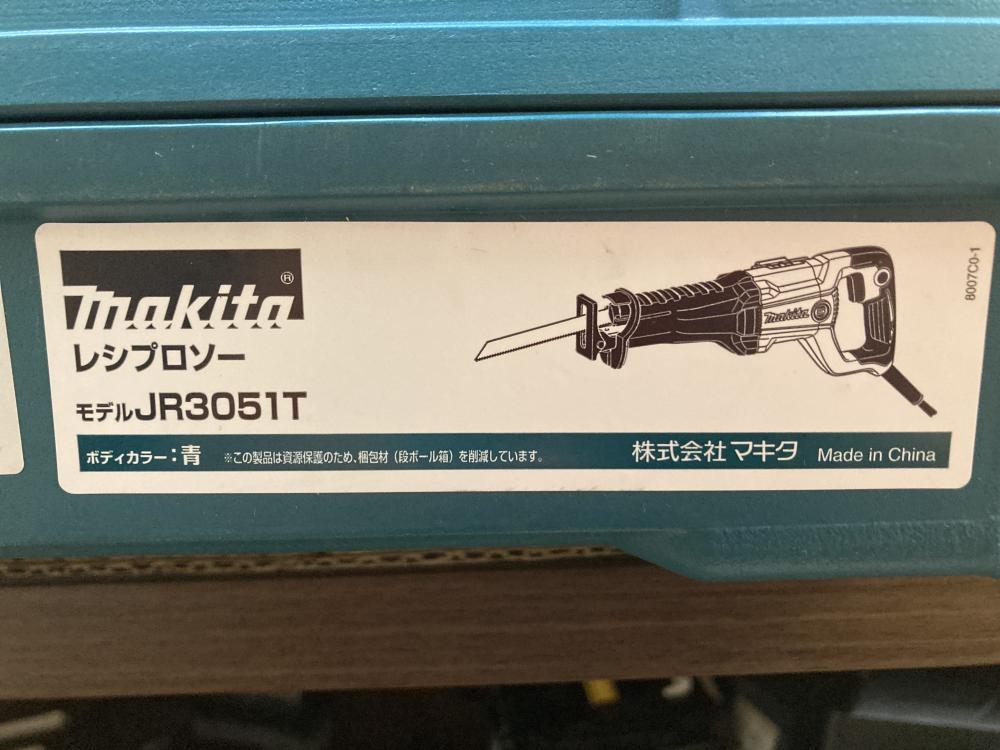 makita®
レシプロソー
モデルJR3051T
makita
8007C0-1
ボディカラー：青 ※この製品は資源保護のため、梱包材（段ボール箱）を削減しています。 株式会社マキタ Made in China